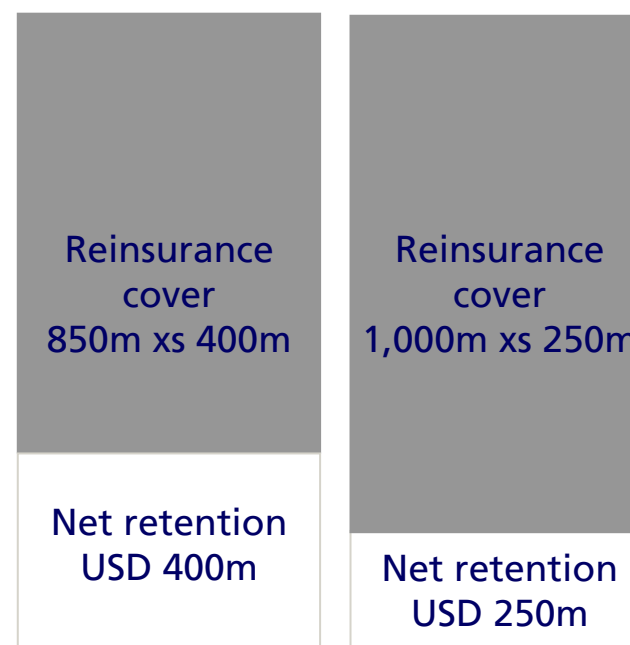 Reinsurance
cover
850m xs 400m
Net retention
USD 400m
Reinsurance
cover
1,000m xs 250m
Net retention
USD 250m